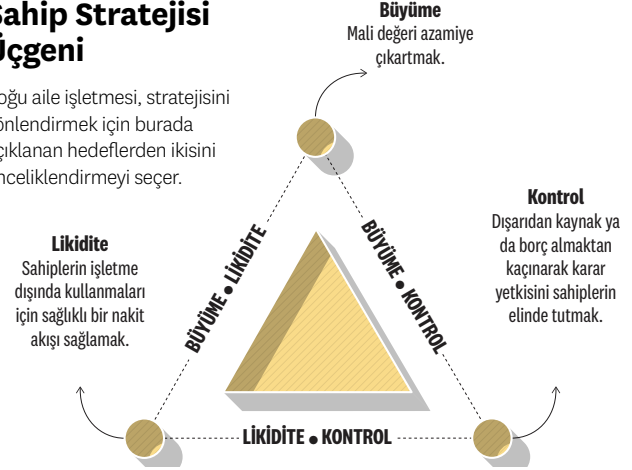 Sahip Stratejisi
Üçgeni
oğu aile işletmesi, stratejisini
önlendirmek için burada
çıklanan hedeflerden ikisini
nceliklendirmeyi seçer.
Büyüme
Mali değeri azamiye
çıkartmak.
Kontrol
Dışarıdan kaynak ya
da borç almaktan
kaçınarak karar
yetkisini sahiplerin
elinde tutmak.
Likidite
Sahiplerin işletme
dışında kullanmaları
için sağlıklı bir nakit
akışı sağlamak.
BÜYÜME • LİKİDİTE
BÜYÜME • KONTROL
LİKİDİTE • KONTROL